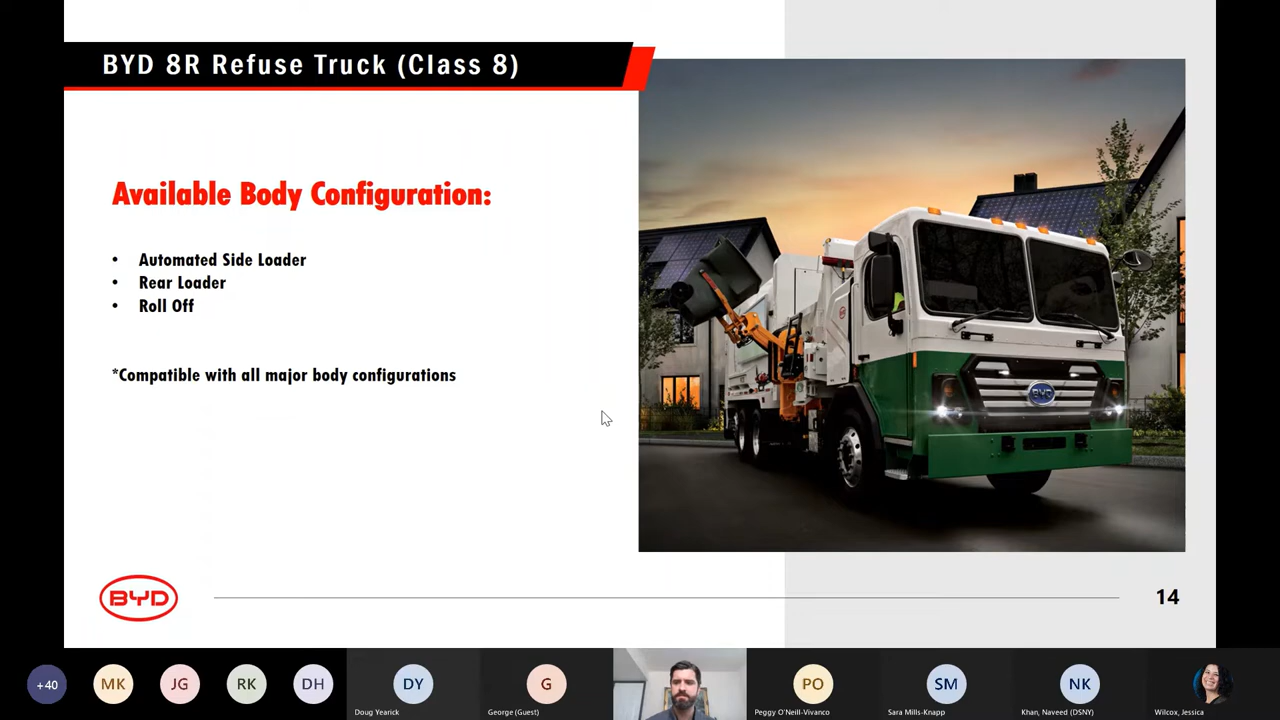 BYD 8R Refuse Truck (Class 8)
Available Body Configuration:
• Automated Side Loader
• Rear Loader
• Roll Off
*Compatible with all major body configurations
BYD
BYD
14
+40
MK
JG
RK
DH
DY
Doug Yearick
G
George (Guest)
PO
Peggy O'Neill-Vivanco
SM
Sara Mills-Knapp
NK
Khan, Naveed (DSNY)
Wilcox, Jessica